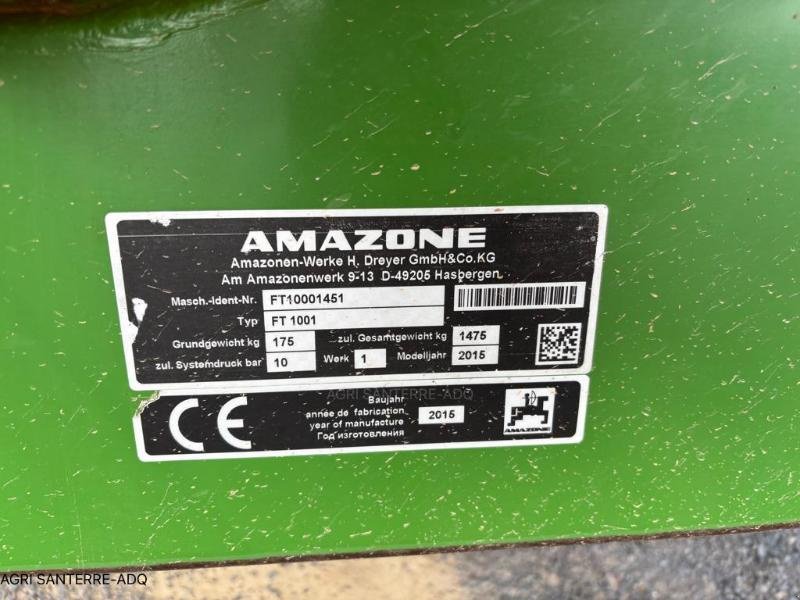 AMAZONE
Amazonen-Werke H. Dreyer GmbH&Co.KG
Am Amazonenwerk 9-13 D-49205 Hasbergen
Masch.-Ident-Nr. FT10001451
Typ FT 1001
Grundgewicht kg 175 zul. Gesamtgewicht kg 1475
zul. Systemdruck bar 10 Werk 1 Modelljahr 2015
AGRI SANTERRE-ADQ
CE
Baujahr
année de fabrication
year of manufacture
Год изготовления
2015
AMAZONE
AGRI SANTERRE-ADQ